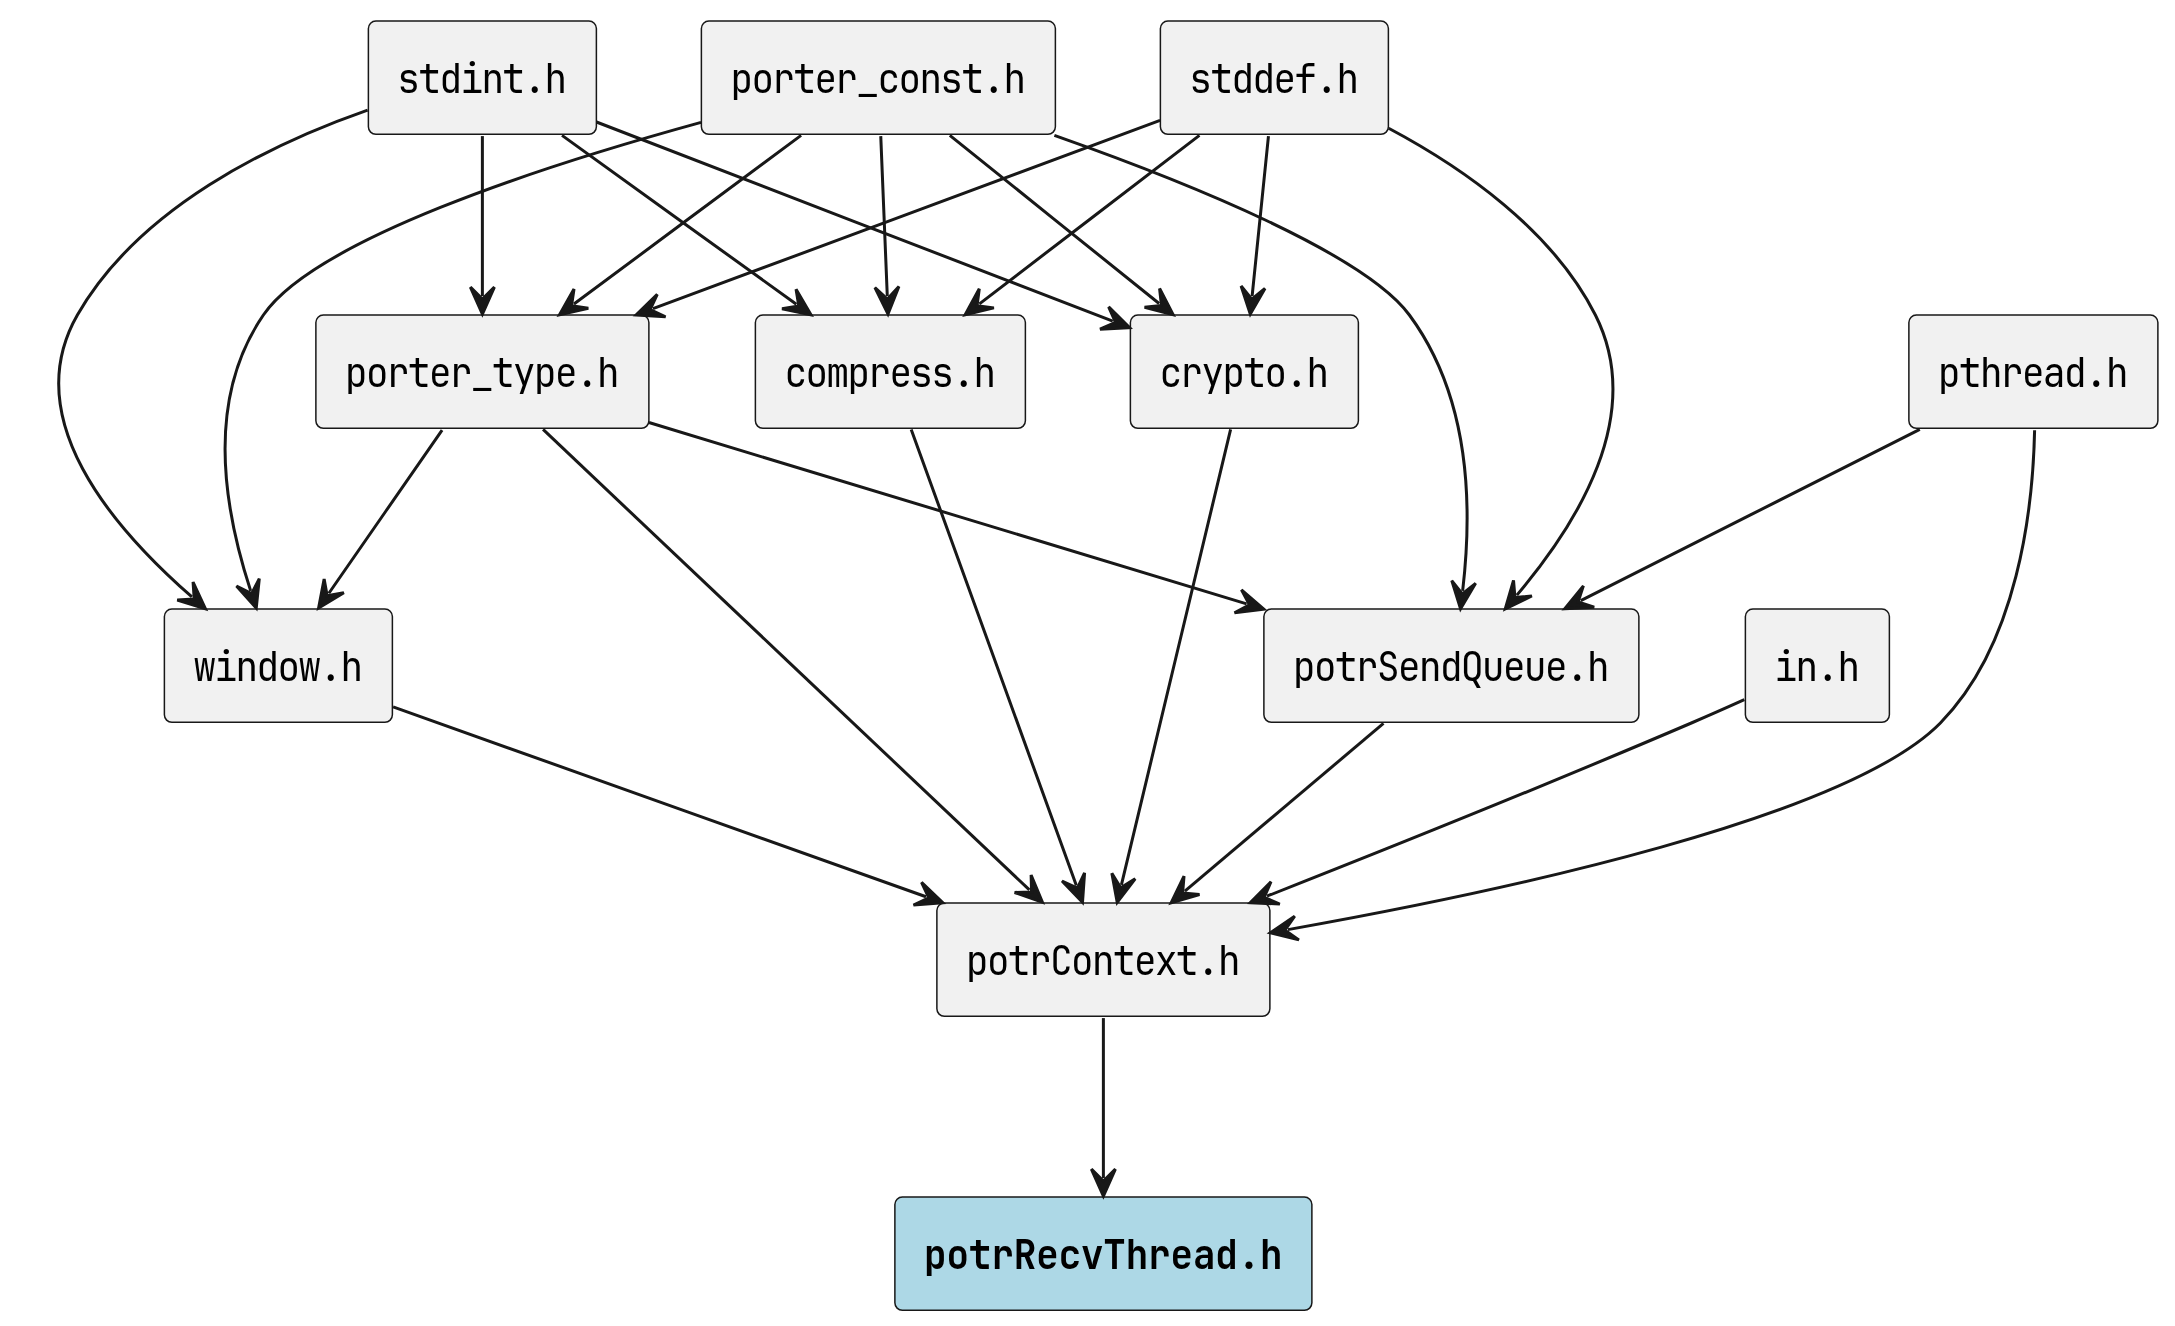 stdint.h
porter_const.h
stddef.h
porter_type.h
compress.h
crypto.h
pthread.h
window.h
potrSendQueue.h
in.h
potrContext.h
potrRecvThread.h